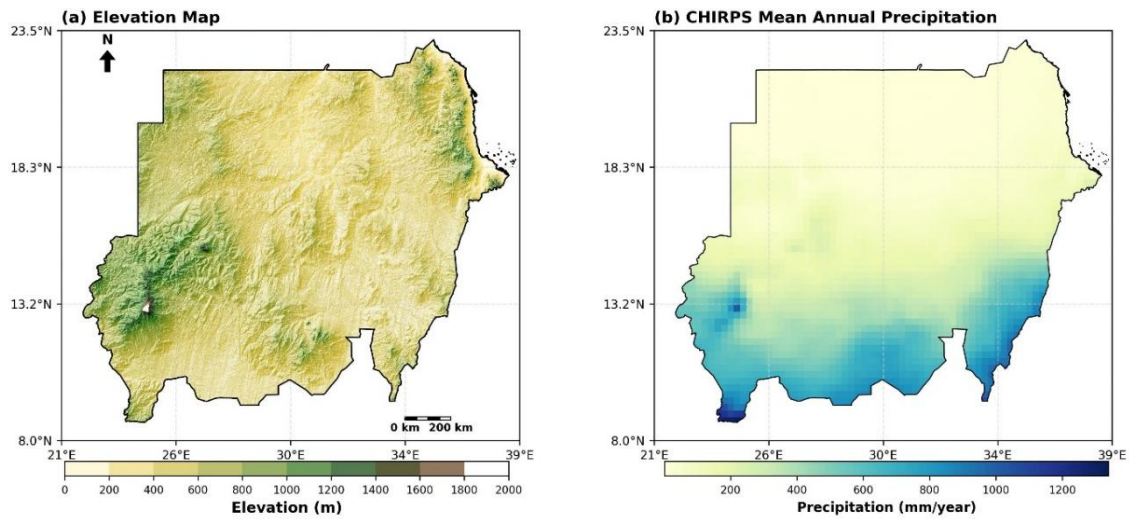 (a) Elevation Map
23.5°N
N
18.3°N
13.2°N
8.0°N
0 km 200 km
21°E 26°E 30°E 34°E 39°E
0 200 400 600 800 1000 1200 1400 1600 1800 2000
Elevation (m)
(b) CHIRPS Mean Annual Precipitation
23.5°N
18.3°N
13.2°N
8.0°N
21°E 26°E 30°E 34°E 39°E
200 400 600 800 1000 1200
Precipitation (mm/year)